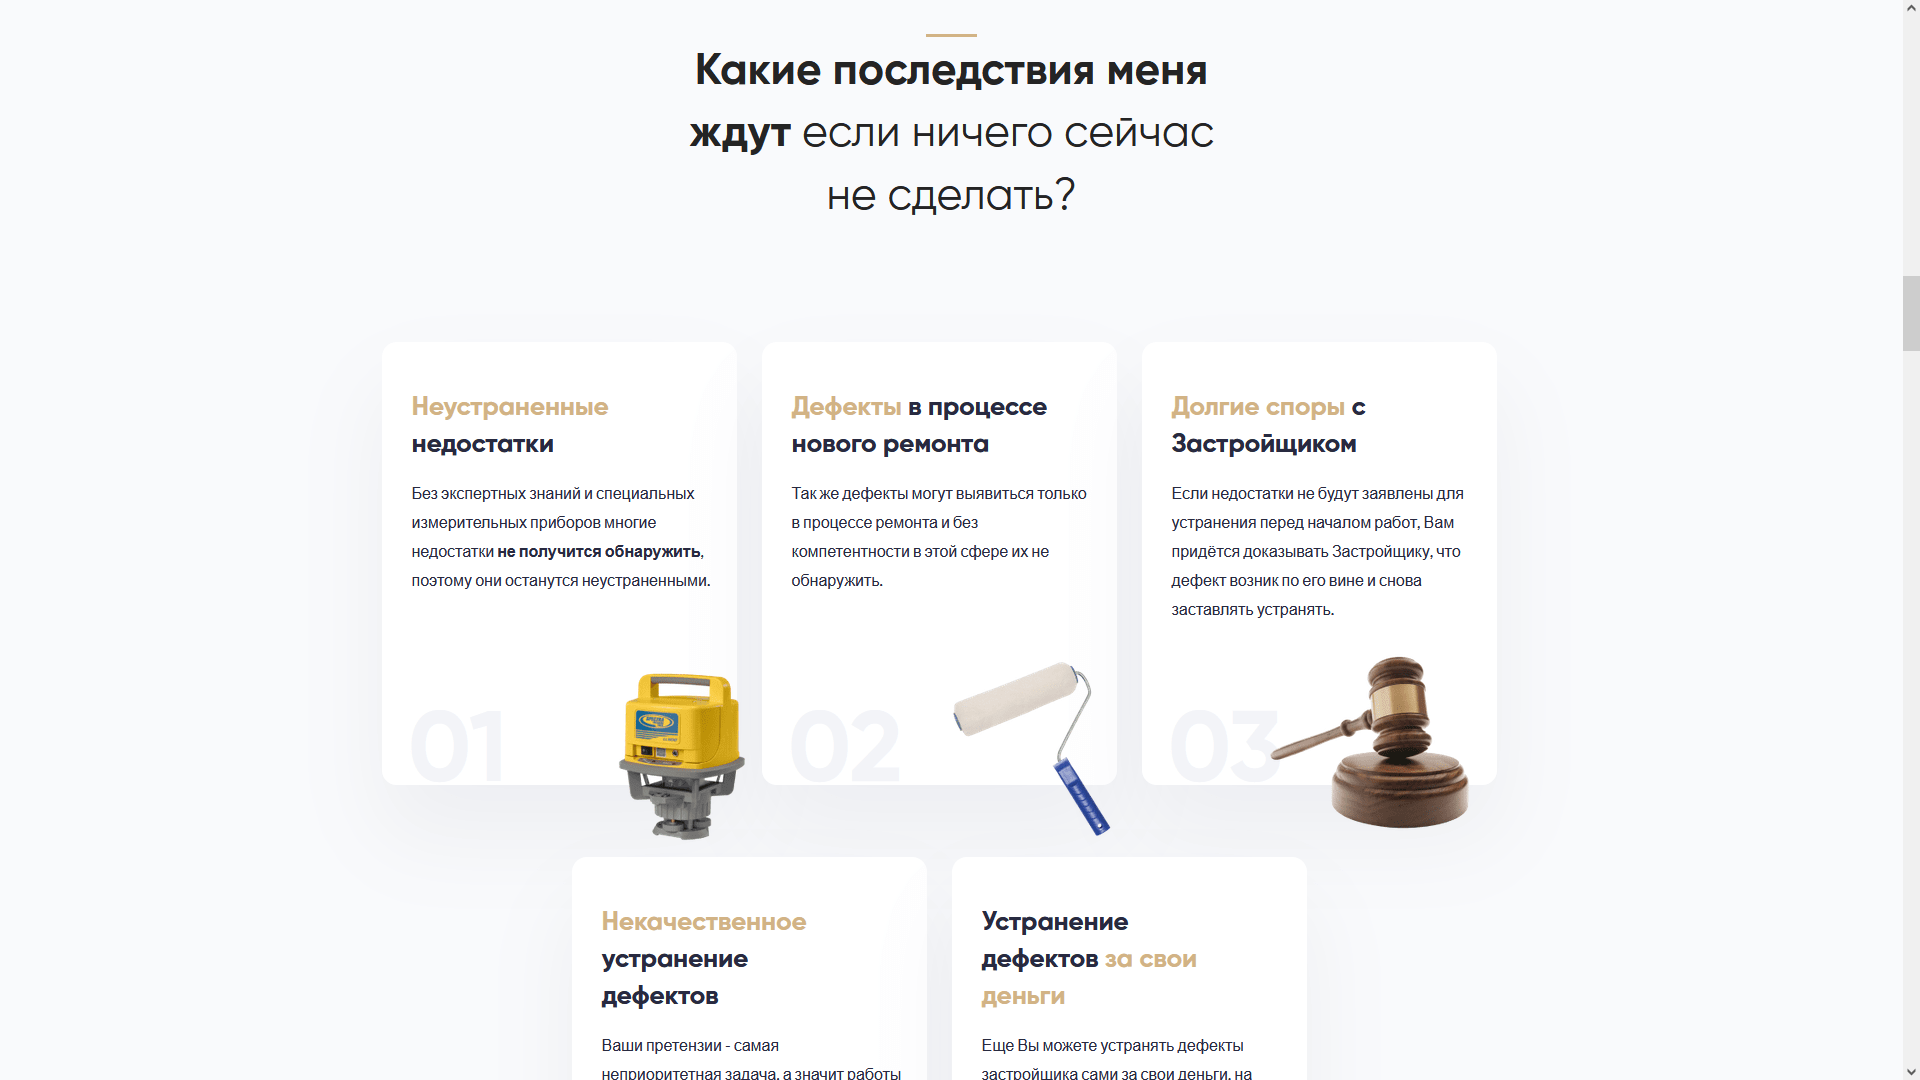 Какие последствия меня
ждут если ничего сейчас
не сделать?
Неустраненные
недостатки
Без экспертных знаний и специальных
измерительных приборов многие
недостатки не получится обнаружить,
поэтому они останутся неустраненными.
01
Дефекты в процессе
нового ремонта
Так же дефекты могут выявиться только
в процессе ремонта и без
компетентности в этой сфере их не
обнаружить.
02
Долгие споры с
Застройщиком
Если недостатки не будут заявлены для
устранения перед началом работ, Вам
придётся доказывать Застройщику, что
дефект возник по его вине и снова
заставлять устранять.
03
Некачественное
устранение
дефектов
Ваши претензии - самая
неприоритетная задача, а значит работы
Устранение
дефектов за свои
деньги
Еще Вы можете устранять дефекты
застройщика сами за свои деньги, на